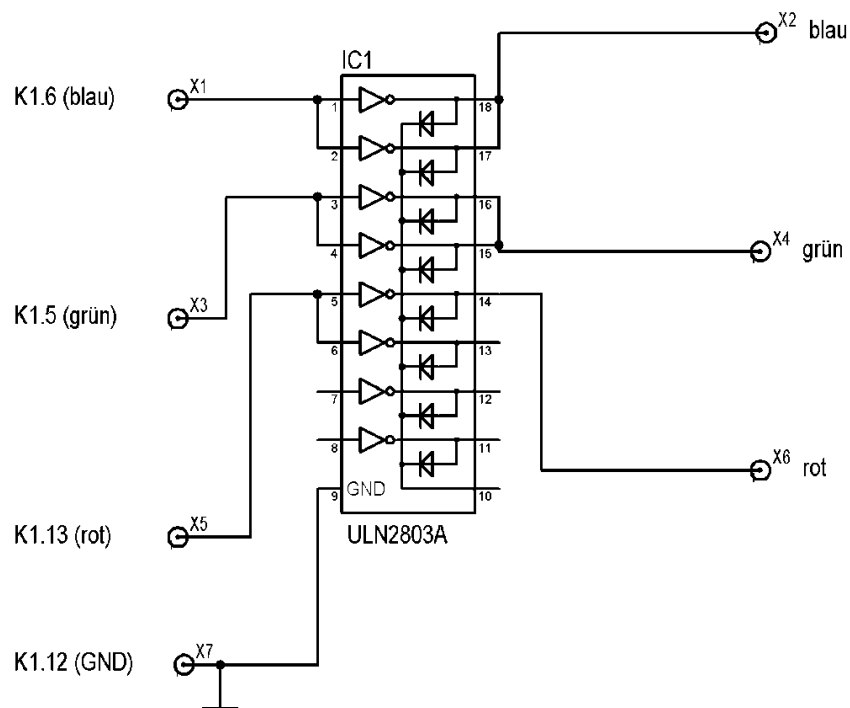 X2 blau
IC1
K1.6 (blau) X1
1
18
2
17
3
16
X4 grün
4
15
K1.5 (grün) X3
5
14
6
13
7
12
8
11
X6 rot
9
GND
10
K1.13 (rot) X5
ULN2803A
K1.12 (GND) X7